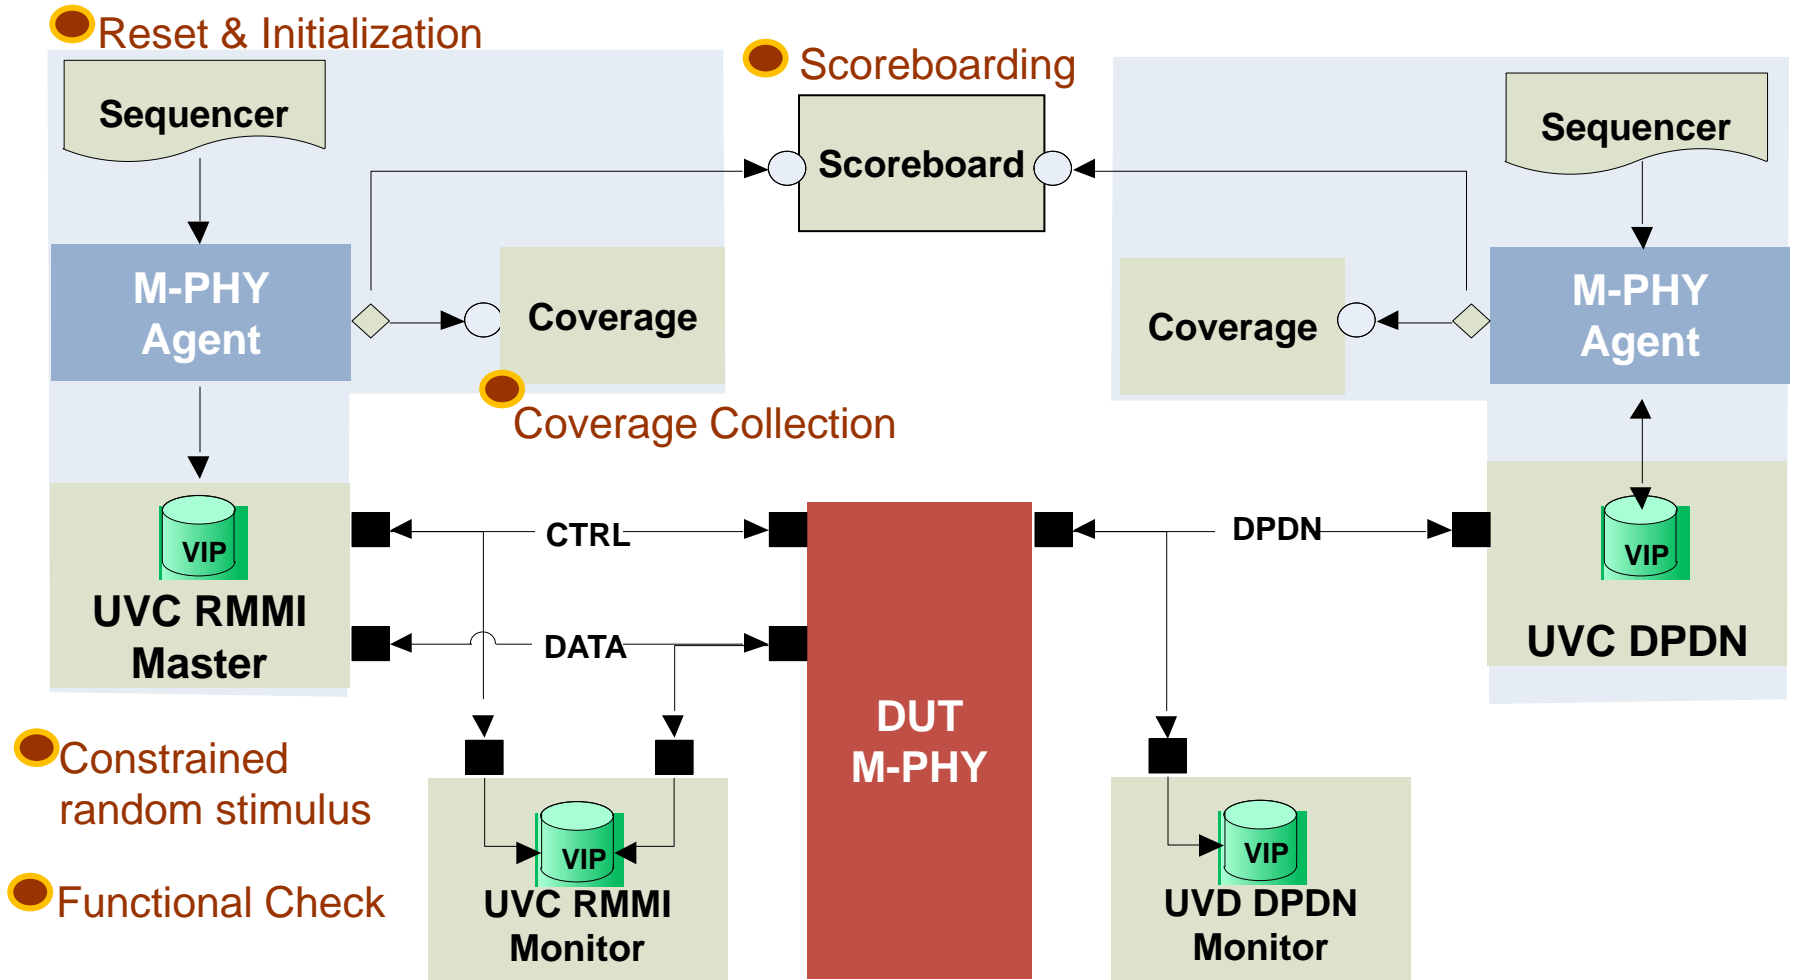 Reset & Initialization
Scoreboarding
Sequencer
Sequencer
Scoreboard
M-PHY
Agent
Coverage
Coverage
M-PHY
Agent
Coverage Collection
VIP
UVC RMMI
Master
CTRL
DATA
DPDN
VIP
UVC DPDN
DUT
M-PHY
Constrained
random stimulus
Functional Check
VIP
UVC RMMI
Monitor
VIP
UVD DPDN
Monitor